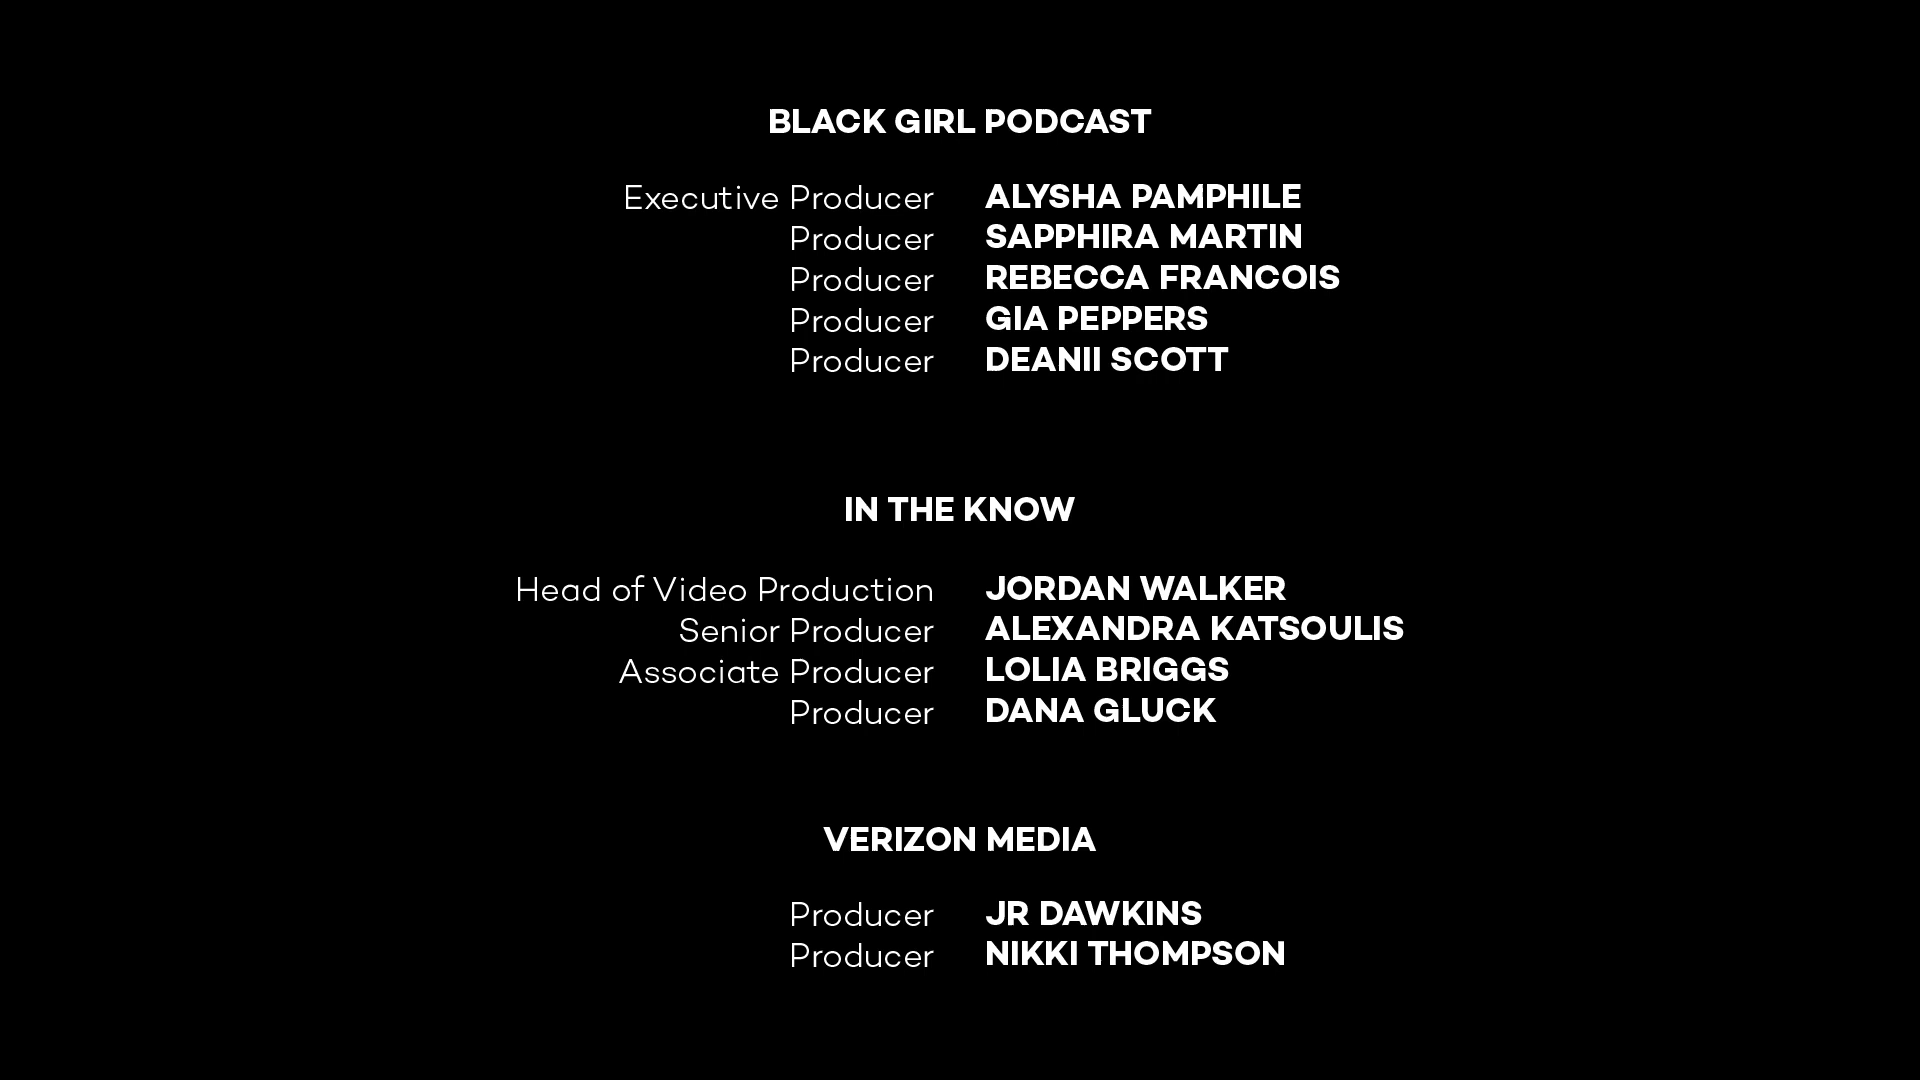 BLACK GIRL PODCAST
Executive Producer ALYSHA PAMPHILE
Producer SAPPHIRA MARTIN
Producer REBECCA FRANCOIS
Producer GIA PEPPERS
Producer DEANII SCOTT
IN THE KNOW
Head of Video Production JORDAN WALKER
Senior Producer ALEXANDRA KATSOULIS
Associate Producer LOLIA BRIGGS
Producer DANA GLUCK
VERIZON MEDIA
Producer JR DAWKINS
Producer NIKKI THOMPSON